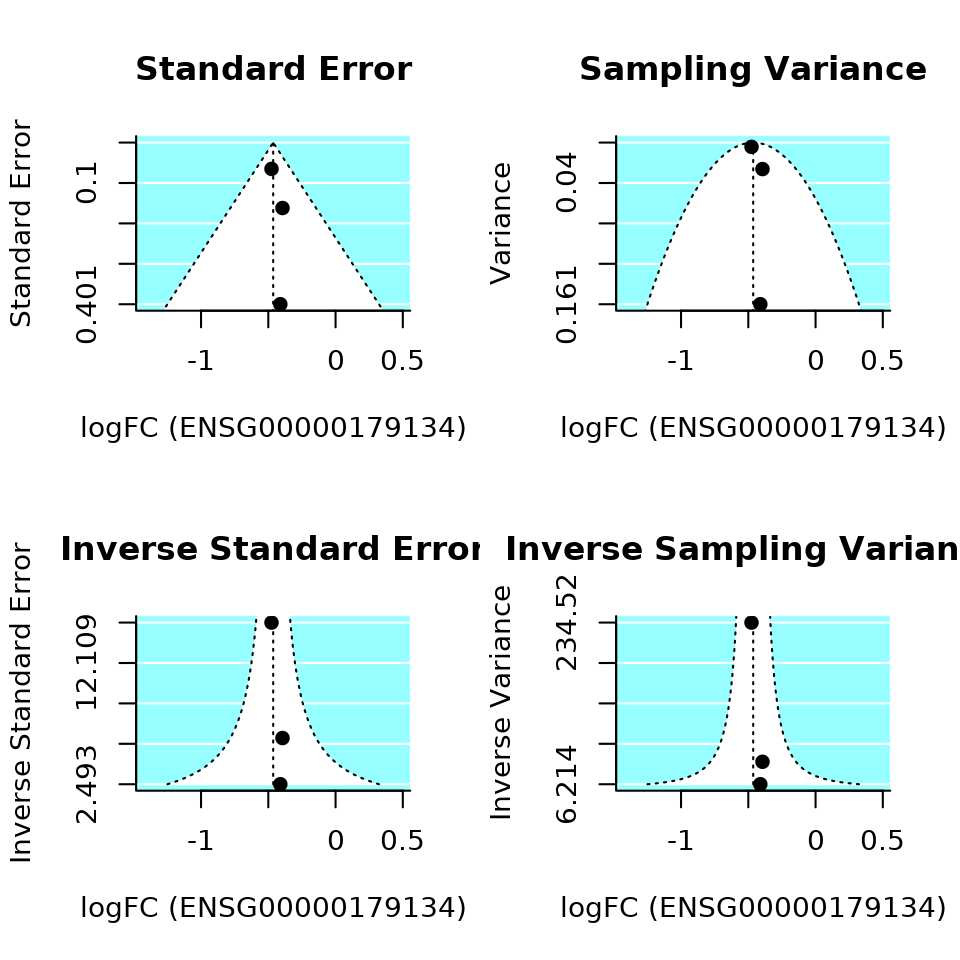 Standard Error
Standard Error
0.1
0.401
-1 0 0.5
logFC (ENSG00000179134)
Sampling Variance
Variance
0.04
0.161
-1 0 0.5
logFC (ENSG00000179134)
Inverse Standard Error
Inverse Standard Error
12.109
2.493
-1 0 0.5
logFC (ENSG00000179134)
Inverse Sampling Varian
Inverse Variance
234.52
6.214
-1 0 0.5
logFC (ENSG00000179134)